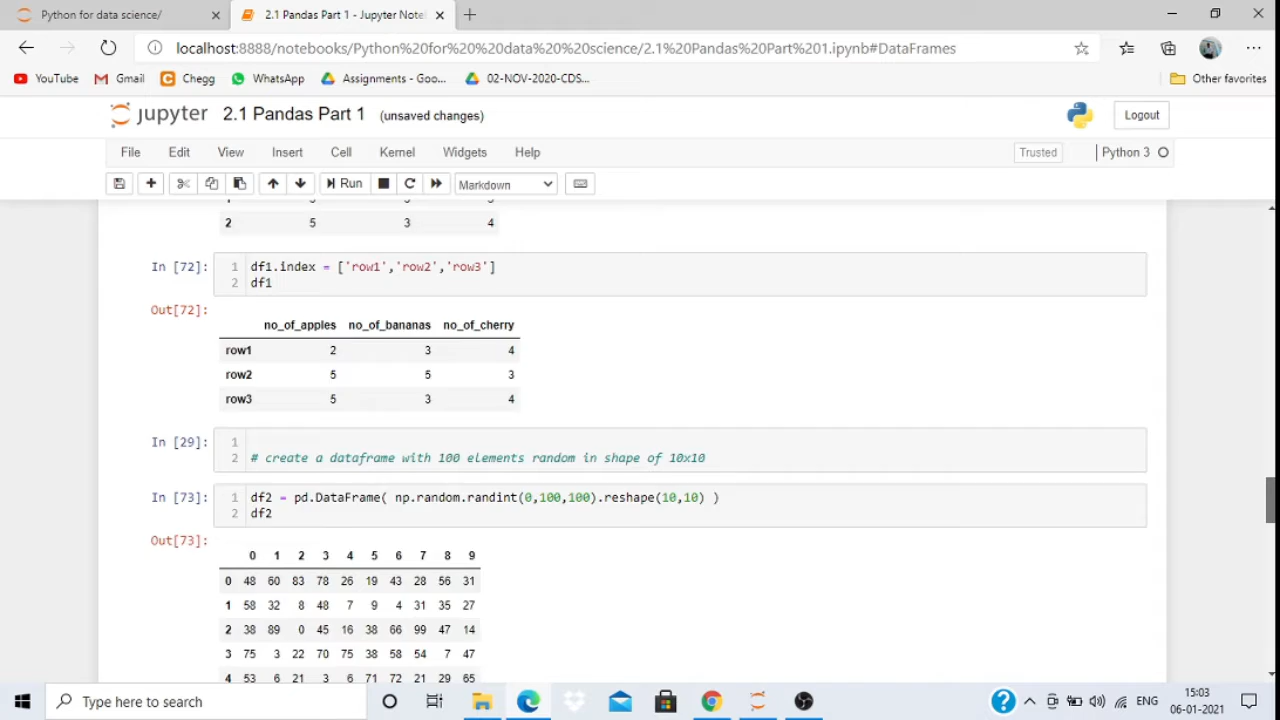 Python for data science/
2.1 Pandas Part 1 - Jupyter Note
localhost:8888/notebooks/Python%20for%20%20data%20%20science/2.1%20Pandas%20Part%201.ipynb#DataFrames
YouTube Gmail Chegg WhatsApp Assignments - Goo... 02-NOV-2020-CDS... Other favorites
jupyter 2.1 Pandas Part 1 (unsaved changes) Logout
File Edit View Insert Cell Kernel Widgets Help Trusted Python 3
Run Markdown
2 5 3 4
In [72]: 1 df1.index = ['row1','row2','row3']
2 df1
Out[72]:
no_of_apples no_of_bananas no_of_cherry
row1 2 3 4
row2 5 5 3
row3 5 3 4
In [29]: 1
2 # create a dataframe with 100 elements random in shape of 10x10
In [73]: 1 df2 = pd.DataFrame( np.random.randint(0,100,100).reshape(10,10) )
2 df2
Out[73]:
0 1 2 3 4 5 6 7 8 9
0 48 60 83 78 26 19 43 28 56 31
1 58 32 8 48 7 9 4 31 35 27
2 38 89 0 45 16 38 66 99 47 14
3 75 3 22 70 75 38 58 54 7 47
4 53 6 21 3 6 71 72 21 29 65
Type here to search
ENG
15:03
06-01-2021